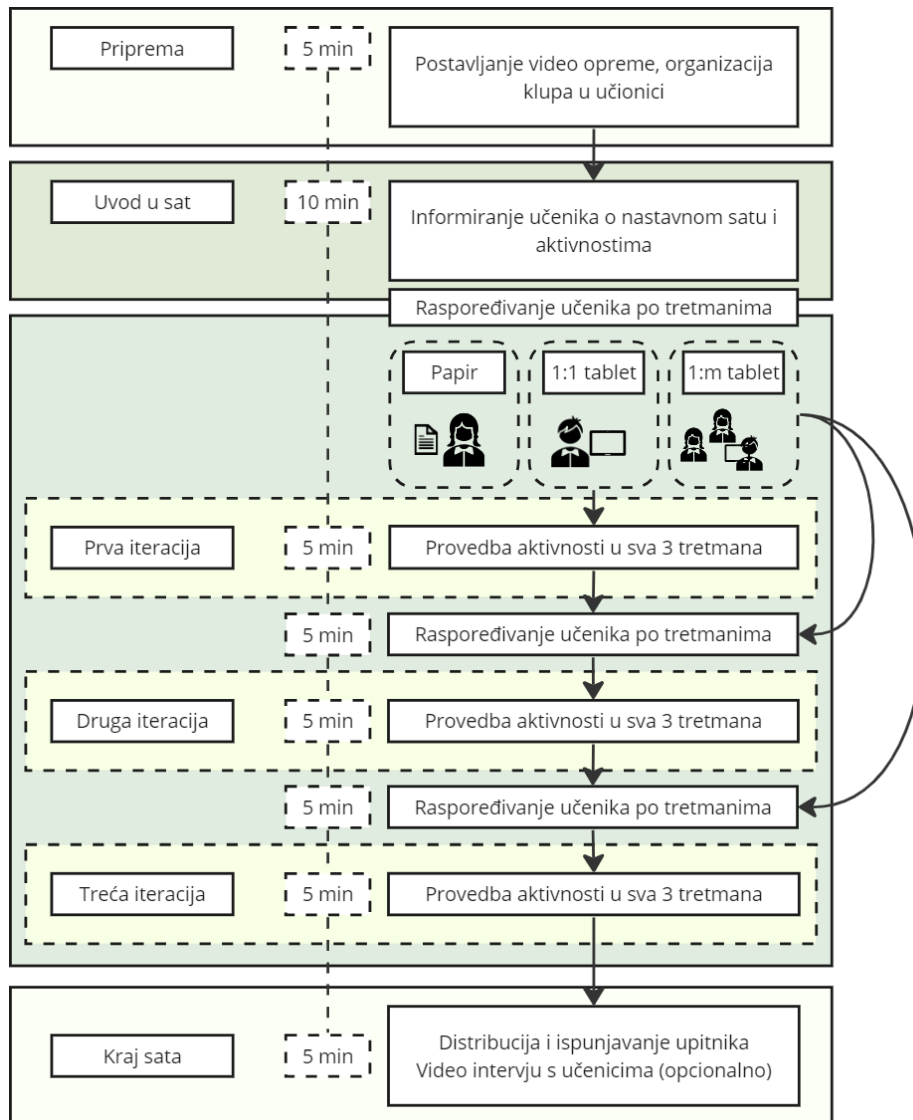 Priprema
5 min
Postavljanje video opreme, organizacija
klupa u učionici
Uvod u sat
10 min
Informiranje učenika o nastavnom satu i
aktivnostima
Raspoređivanje učenika po tretmanima
Papir
1:1 tablet
1:m tablet
Prva iteracija
5 min
Provedba aktivnosti u sva 3 tretmana
5 min
Raspoređivanje učenika po tretmanima
Druga iteracija
5 min
Provedba aktivnosti u sva 3 tretmana
5 min
Raspoređivanje učenika po tretmanima
Treća iteracija
5 min
Provedba aktivnosti u sva 3 tretmana
Kraj sata
5 min
Distribucija i ispunjavanje upitnika
Video intervju s učenicima (opcionalno)